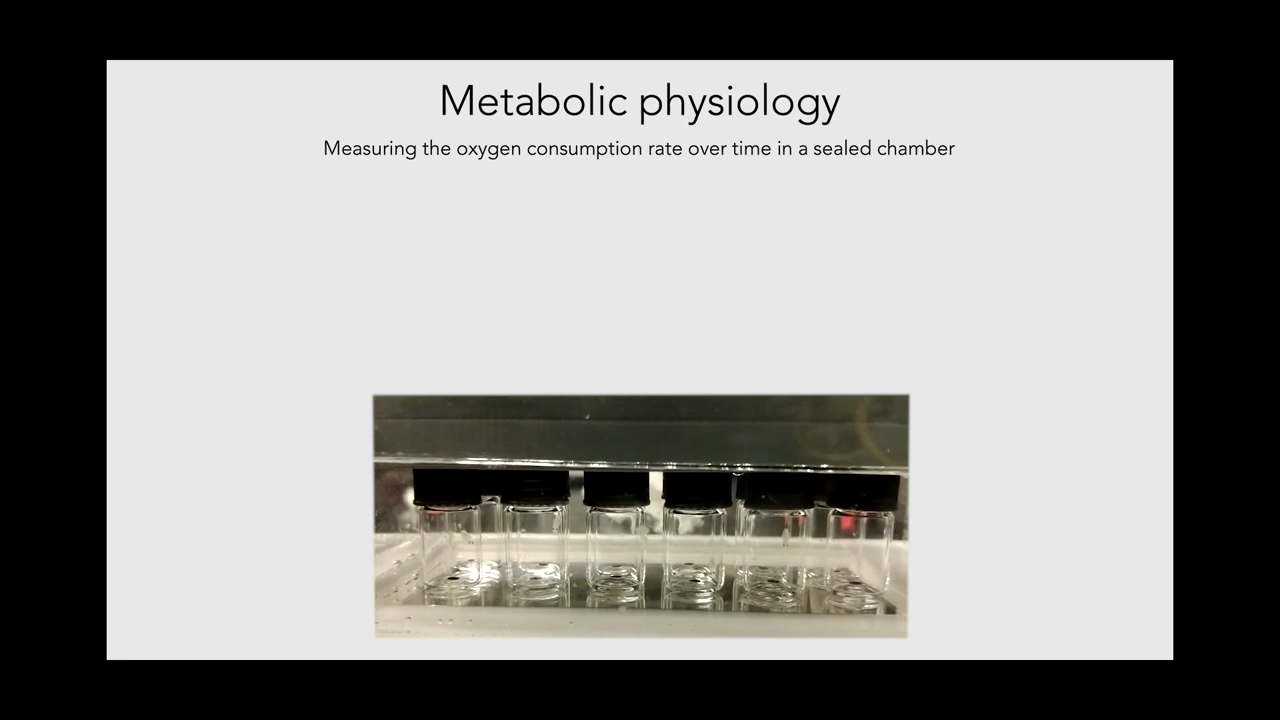 Metabolic physiology
Measuring the oxygen consumption rate over time in a sealed chamber